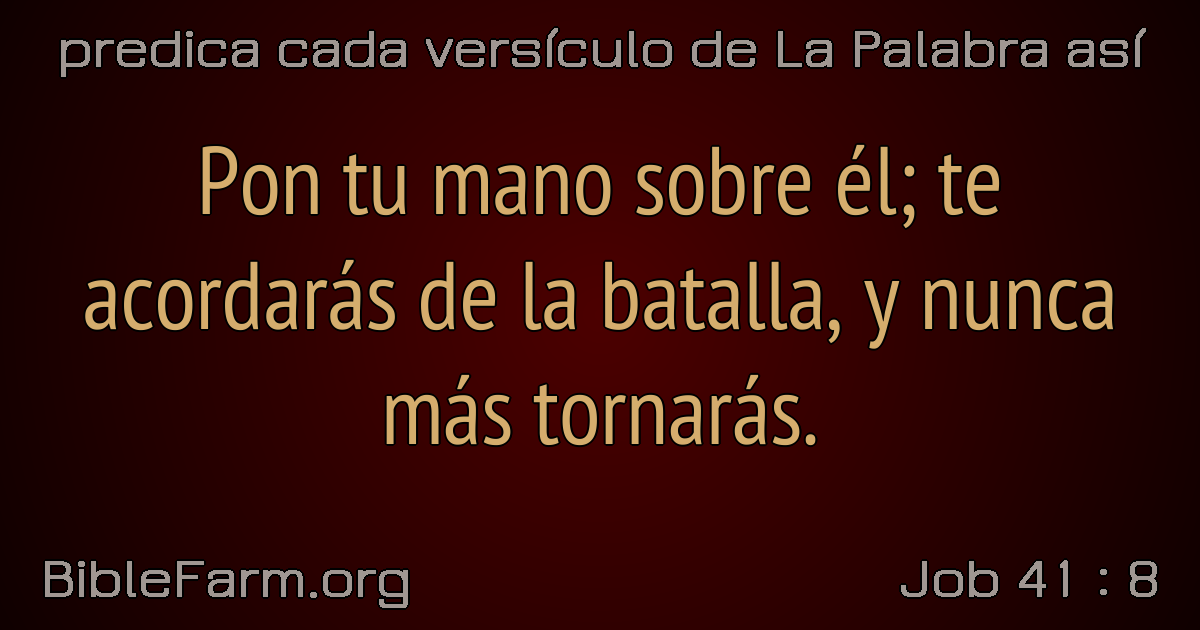 predica cada versículo de La Palabra así
Pon tu mano sobre él; te
acordarás de la batalla, y nunca
más tornarás.
BibleFarm.org
Job 41 : 8